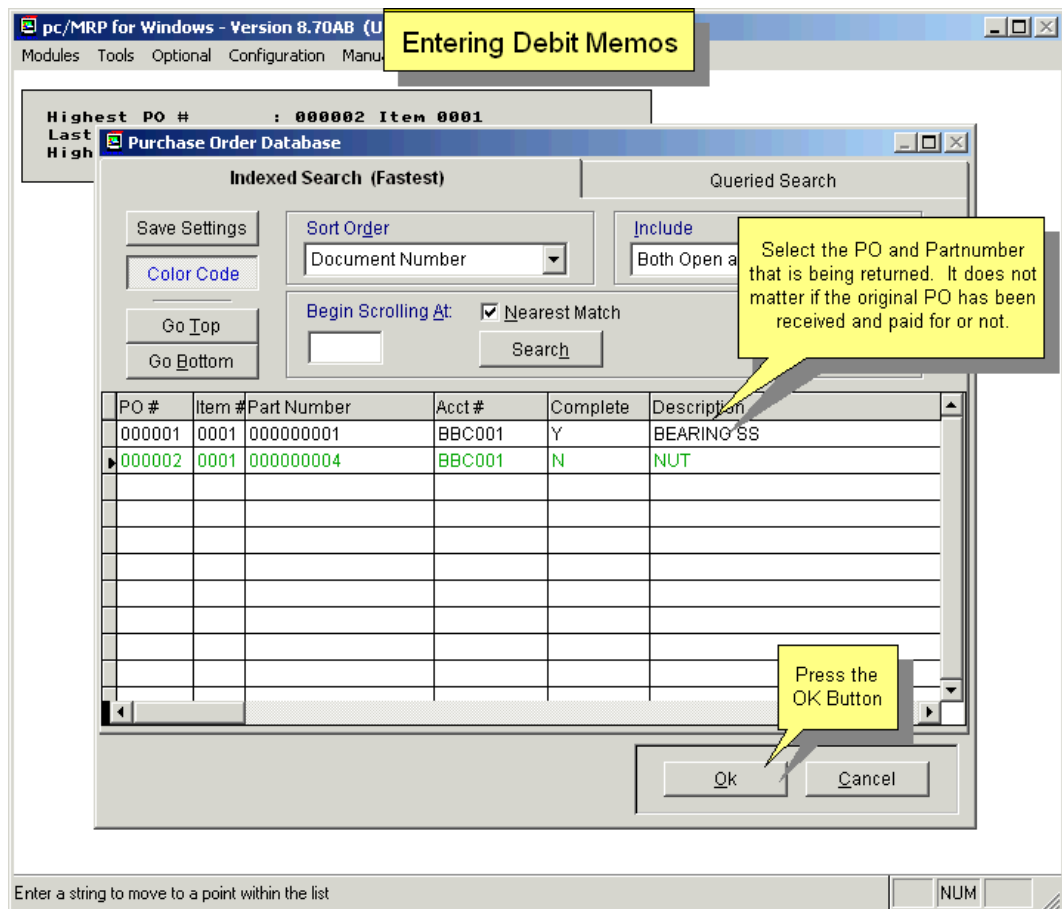 pc/MRP for Windows - Version 8.70AB (U
Entering Debit Memos
Modules Tools Optional Configuration Manu
Highest PO # : 000002 Item 0001
Last
High
Purchase Order Database
Indexed Search (Fastest)
Queried Search
Save Settings
Color Code
Go Top
Go Bottom
Sort Order
Document Number
Include
Both Open a
Begin Scrolling At:
Nearest Match
Search
Select the PO and Partnumber
that is being returned. It does not
matter if the original PO has been
received and paid for or not.
PO # Item # Part Number Acct # Complete Description
000001 0001 000000001 BBC001 Y BEARING SS
000002 0001 000000004 BBC001 N NUT
Press the
OK Button
Ok
Cancel
Enter a string to move to a point within the list
NUM